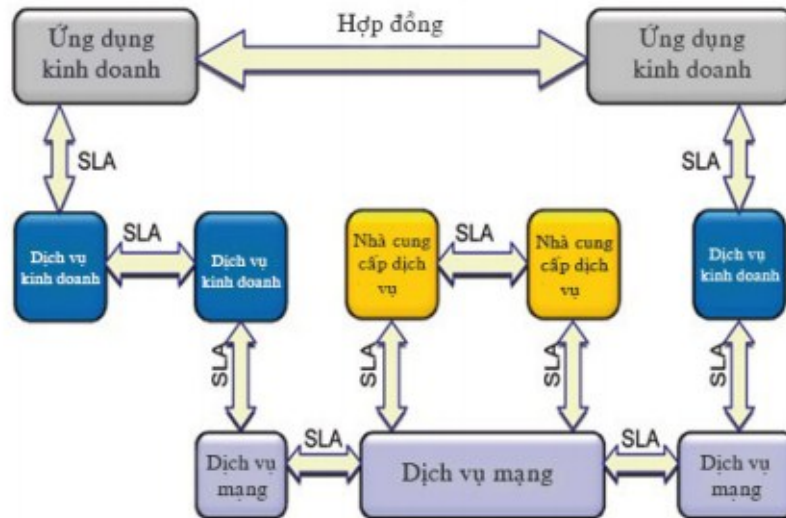 Hợp đồng
Ứng dụng
kinh doanh
Ứng dụng
kinh doanh
SLA
SLA
Dịch vụ
kinh doanh
SLA
Dịch vụ
kinh doanh
Nhà cung
cấp dịch
vụ
SLA
Nhà cung
cấp dịch
vụ
Dịch vụ
kinh doanh
SLA
SLA
SLA
SLA
Dịch vụ
mạng
SLA
Dịch vụ mạng
SLA
Dịch vụ
mạng